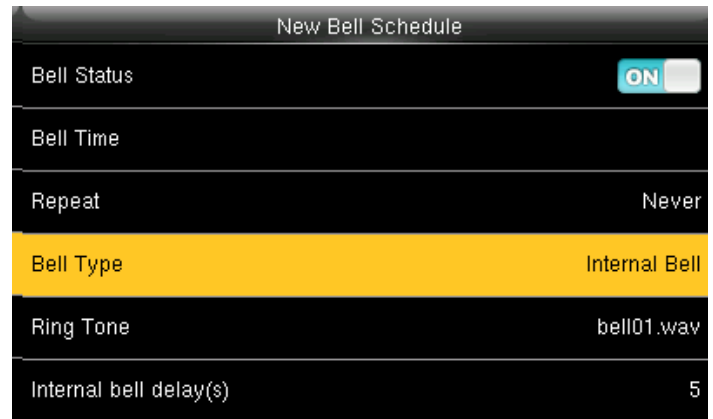 New Bell Schedule
Bell Status ON
Bell Time
Repeat Never
Bell Type Internal Bell
Ring Tone bell01.wav
Internal bell delay(s) 5